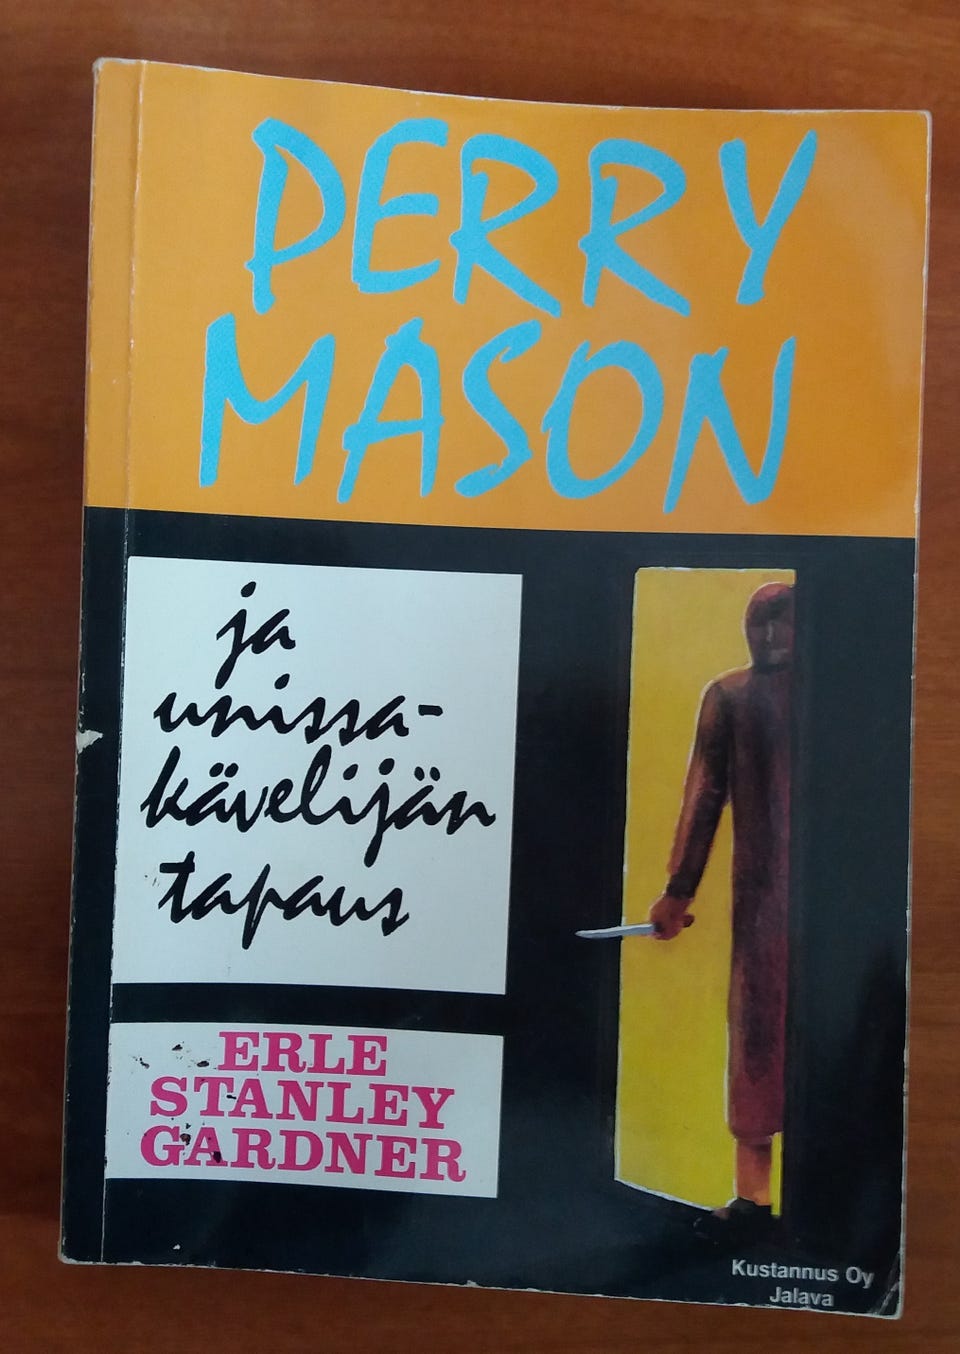 PERRY
MASON
ja
unissa-
kävelijän
tapaus
ERLE
STANLEY
GARDNER
Kustannus Oy
Jalava